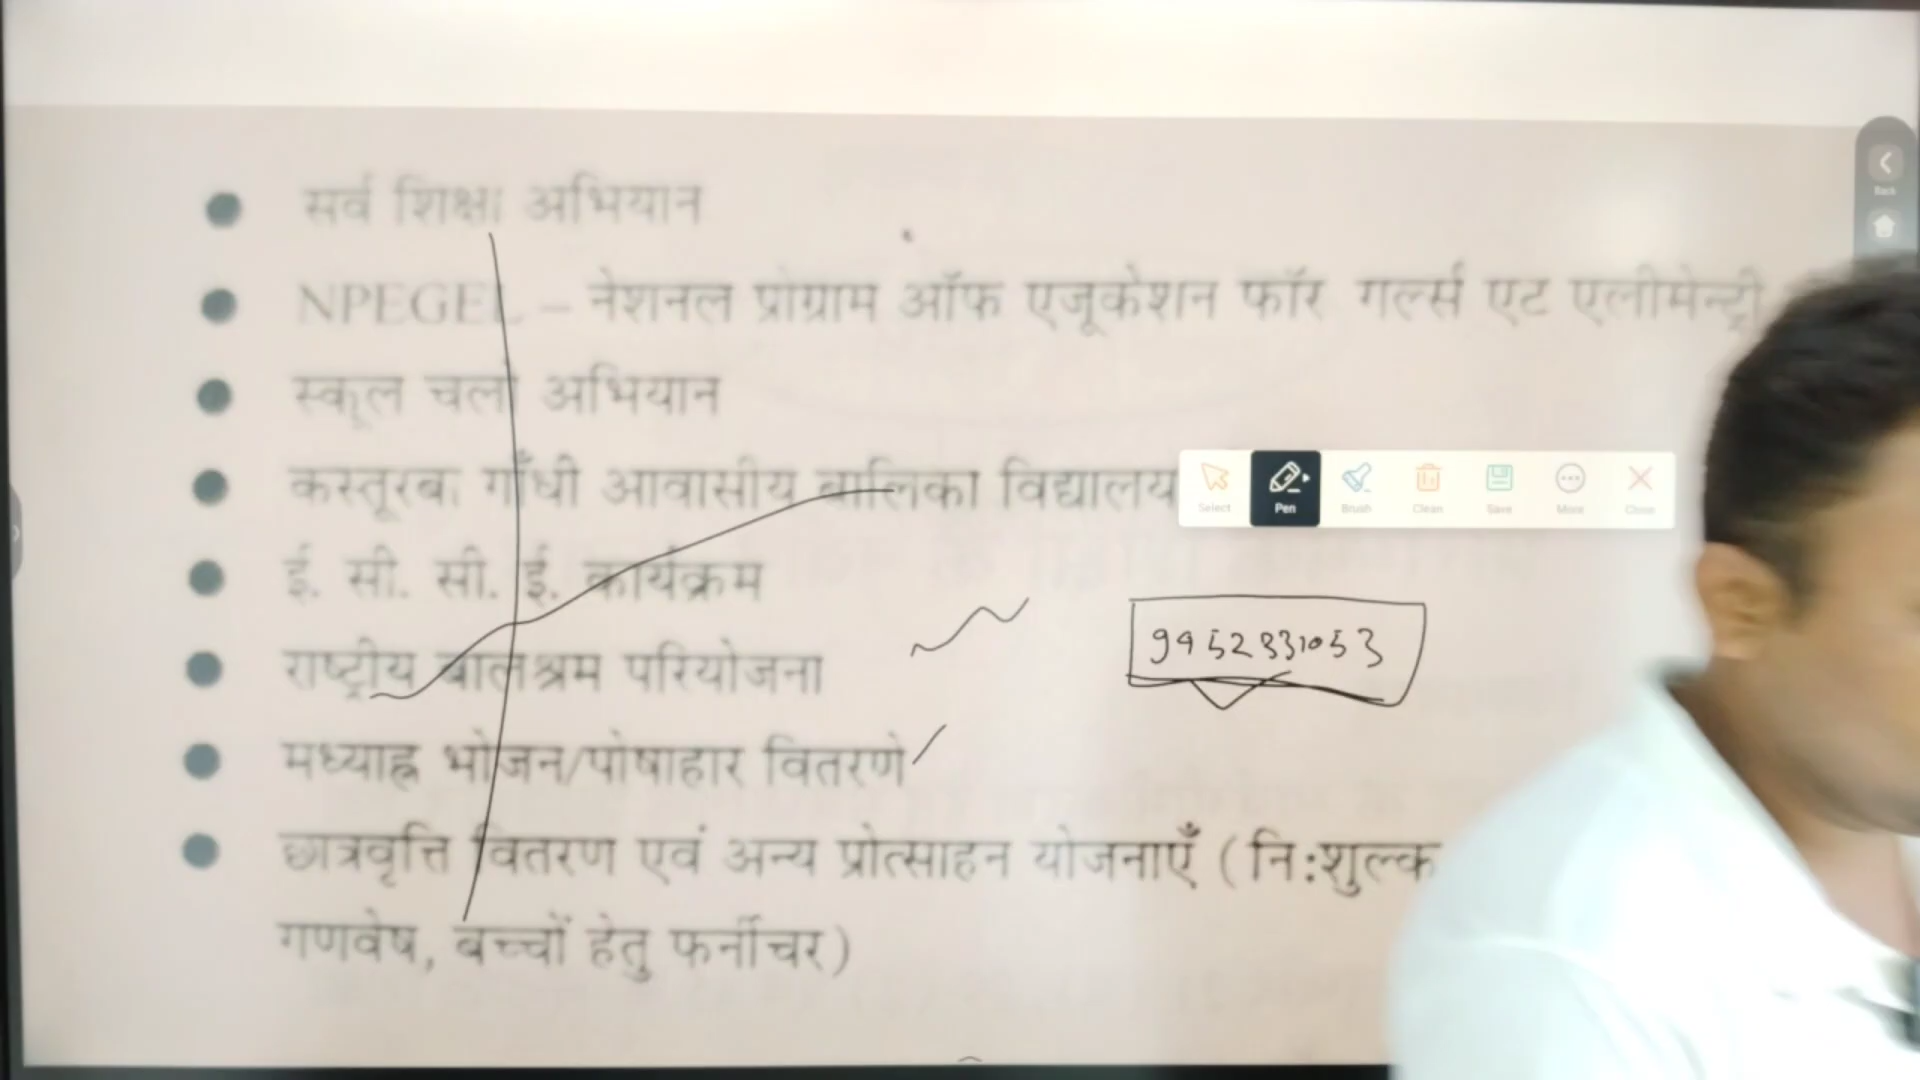 सर्व शिक्षा अभियान
NPEGEL – नेशनल प्रोग्राम ऑफ एजूकेशन फॉर गर्ल्स एट एलीमेन्ट्री
स्कूल चलो अभियान
कस्तूरबा गाँधी आवासीय बालिका विद्यालय
ई. सी. सी. ई. कार्यक्रम
राष्ट्रीय बालश्रम परियोजना
मध्याह्न भोजन/पोषाहार वितरण
छात्रवृत्ति वितरण एवं अन्य प्रोत्साहन योजनाएँ ( नि:शुल्क
गणवेष, बच्चों हेतु फर्नीचर)
Select Pen Brush Clean Save More Close
9952831053
Back